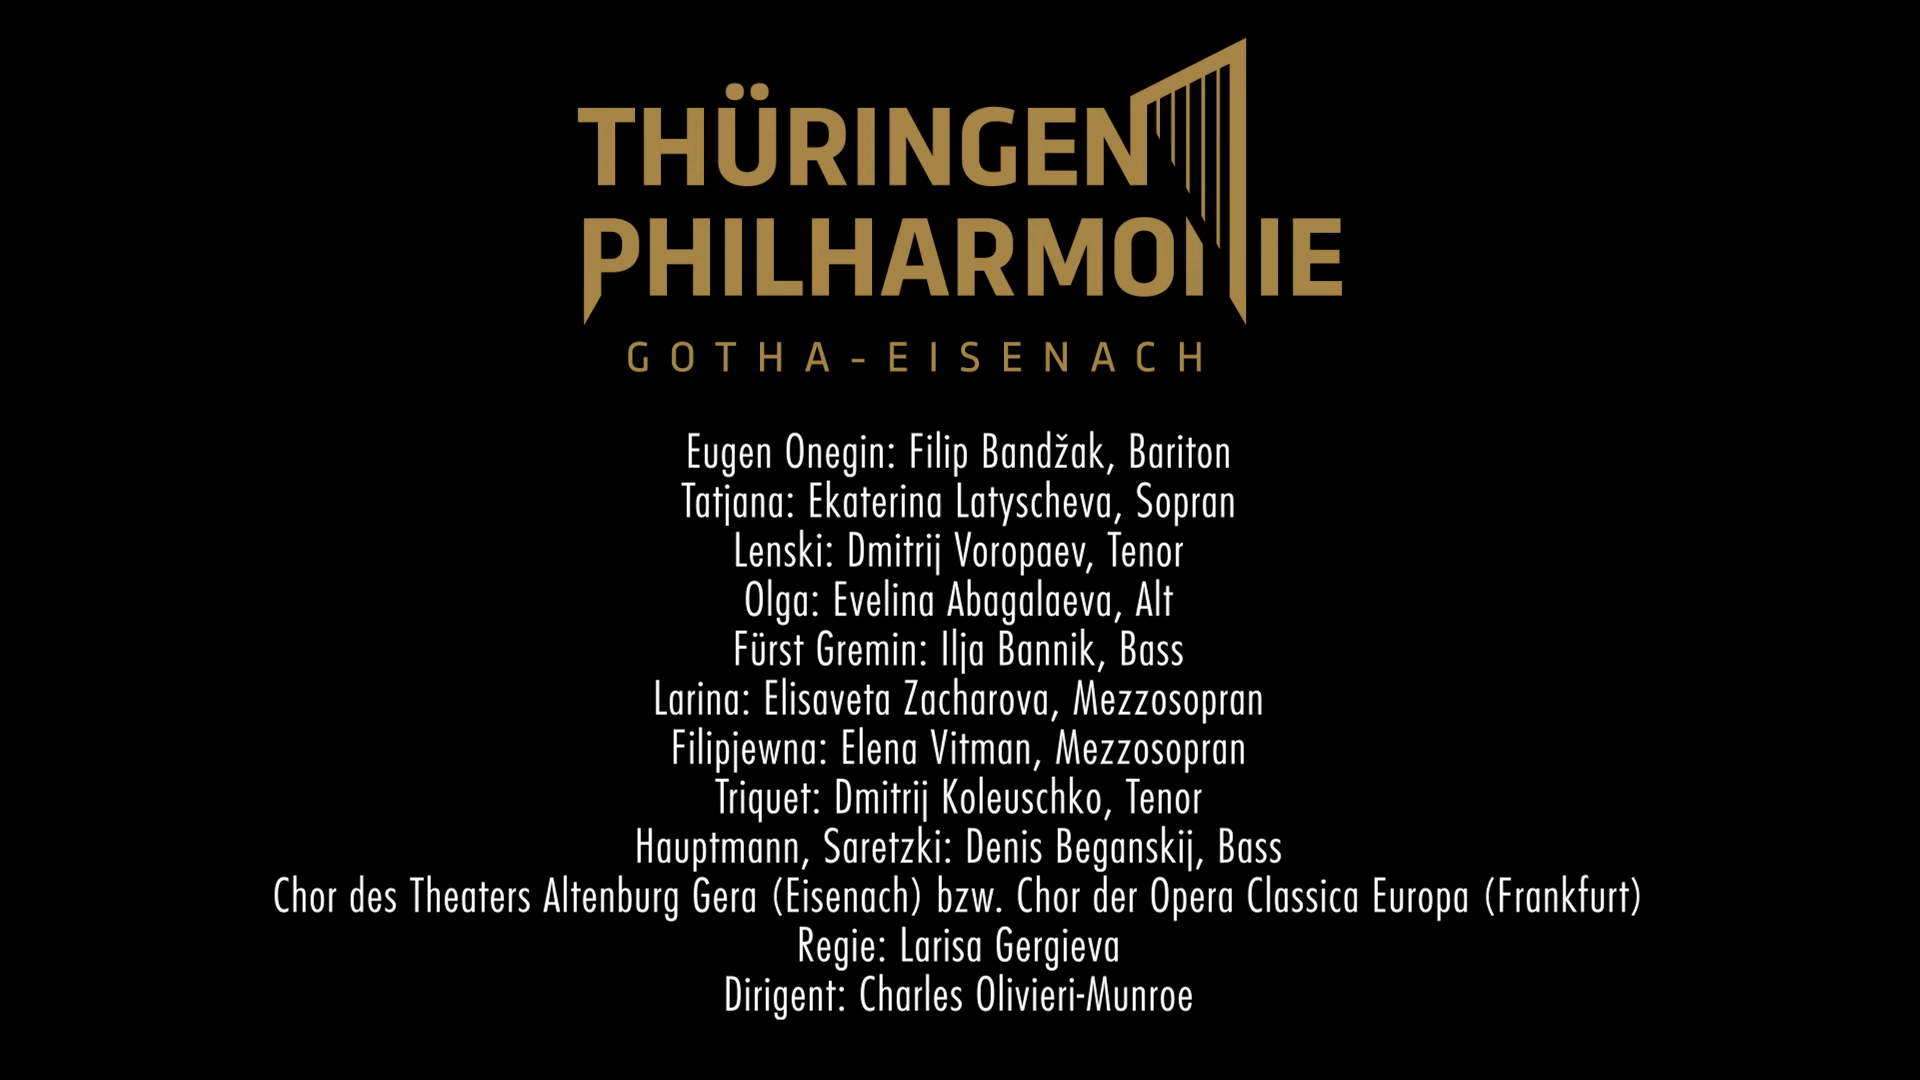 THÜRINGEN
PHILHARMONIE
GOTHA-EISENACH
Eugen Onegin: Filip Bandžak, Bariton
Tatjana: Ekaterina Latyscheva, Sopran
Lenski: Dmitrij Voropaev, Tenor
Olga: Evelina Abagalaeva, Alt
Fürst Gremin: Ilja Bannik, Bass
Larina: Elisaveta Zacharova, Mezzosopran
Filipjewna: Elena Vitman, Mezzosopran
Triquet: Dmitrij Koleuschko, Tenor
Hauptmann, Saretzki: Denis Beganskij, Bass
Chor des Theaters Altenburg Gera (Eisenach) bzw. Chor der Opera Classica Europa (Frankfurt)
Regie: Larisa Gergieva
Dirigent: Charles Olivieri-Munroe